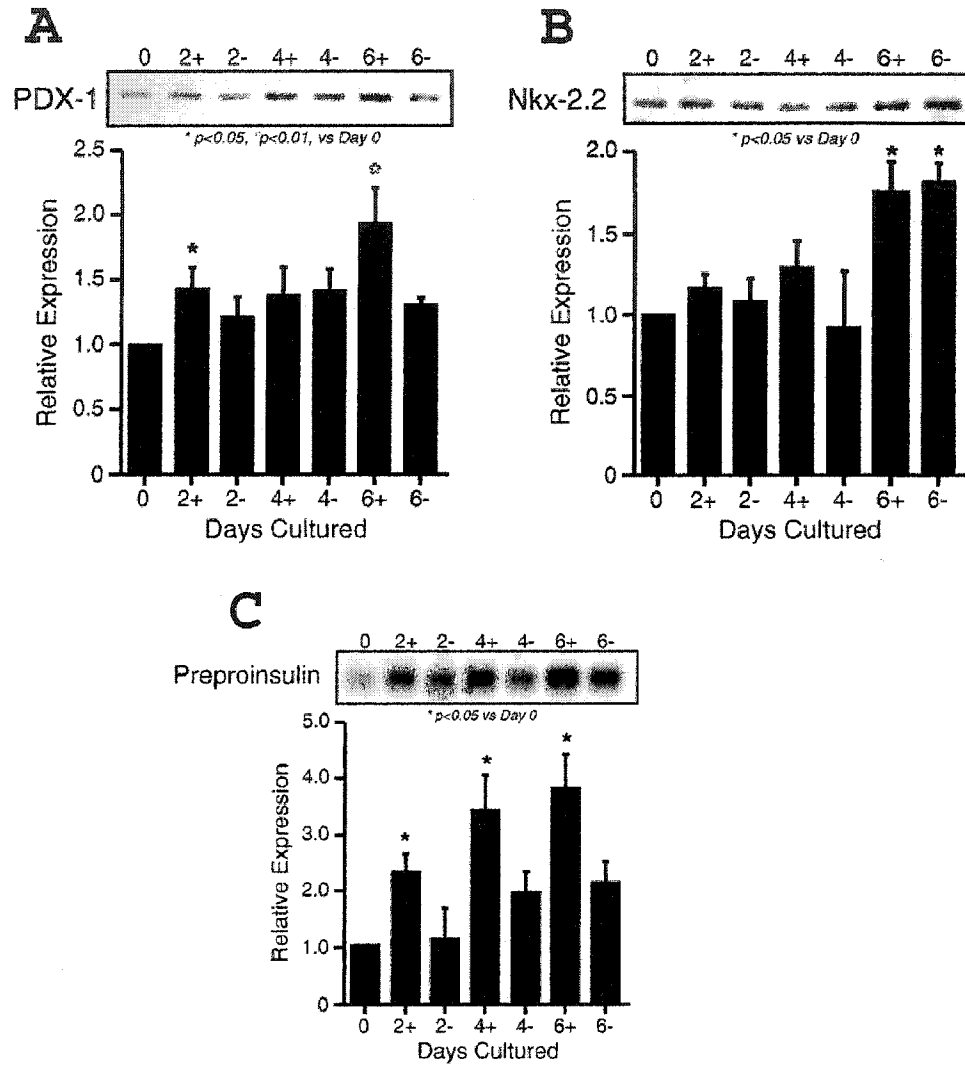 A
0 2+ 2- 4+ 4- 6+ 6-
PDX-1
* p<0.05, °p<0.01, vs Day 0
2.5
2.0
1.5
1.0
0.5
0
Relative Expression
*
*
0 2+ 2- 4+ 4- 6+ 6-
Days Cultured
B
0 2+ 2- 4+ 4- 6+ 6-
Nkx-2.2
* p<0.05 vs Day 0
2.0
1.5
1.0
0.5
0
Relative Expression
* *
0 2+ 2- 4+ 4- 6+ 6-
Days Cultured
C
0 2+ 2- 4+ 4- 6+ 6-
Preproinsulin
* p<0.05 vs Day 0
5.0
4.0
3.0
2.0
1.0
0
Relative Expression
*
*
*
0 2+ 2- 4+ 4- 6+ 6-
Days Cultured